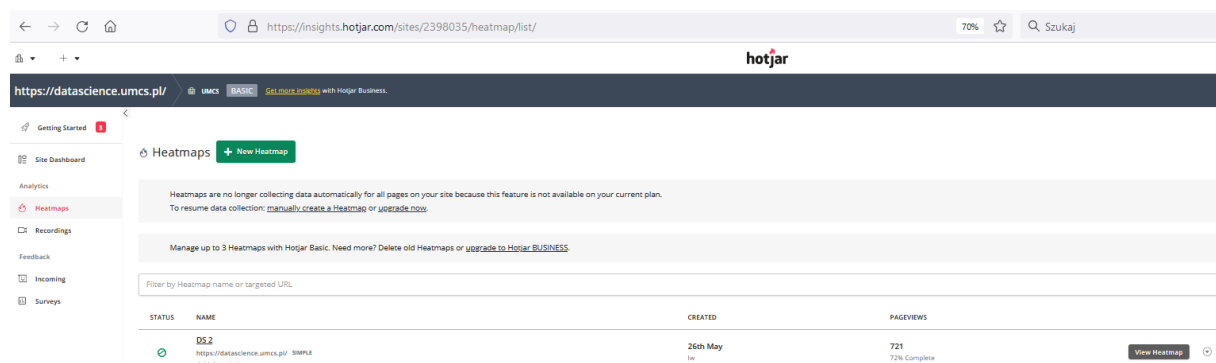 https://insights.hotjar.com/sites/2398035/heatmap/list/
70%
Szukaj
hotjar
https://datascience.umcs.pl/
UMCS
BASIC
Get more insights with Hotjar Business.
Getting Started 3
Site Dashboard
Analytics
Heatmaps
Recordings
Feedback
Incoming
Surveys
Heatmaps
+ New Heatmap
Heatmaps are no longer collecting data automatically for all pages on your site because this feature is not available on your current plan.
To resume data collection: manually create a Heatmap or upgrade now.
Manage up to 3 Heatmaps with Hotjar Basic. Need more? Delete old Heatmaps or upgrade to Hotjar BUSINESS.
Filter by Heatmap name or targeted URL
STATUS NAME CREATED PAGEVIEWS
DS 2 26th May 721
https://datascience.umcs.pl/ SIMPLE lw 72% Complete
View Heatmap